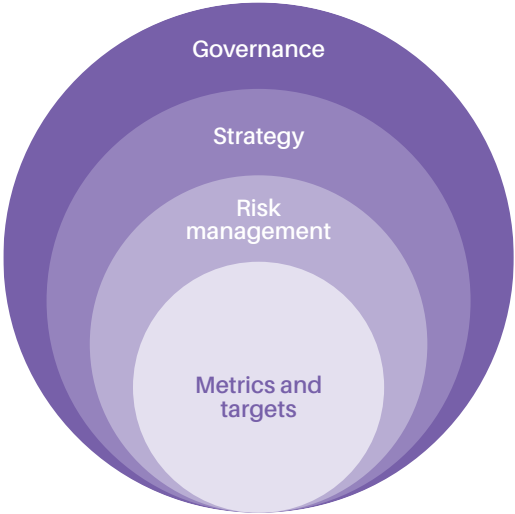 Governance
Strategy
Risk
management
Metrics and
targets